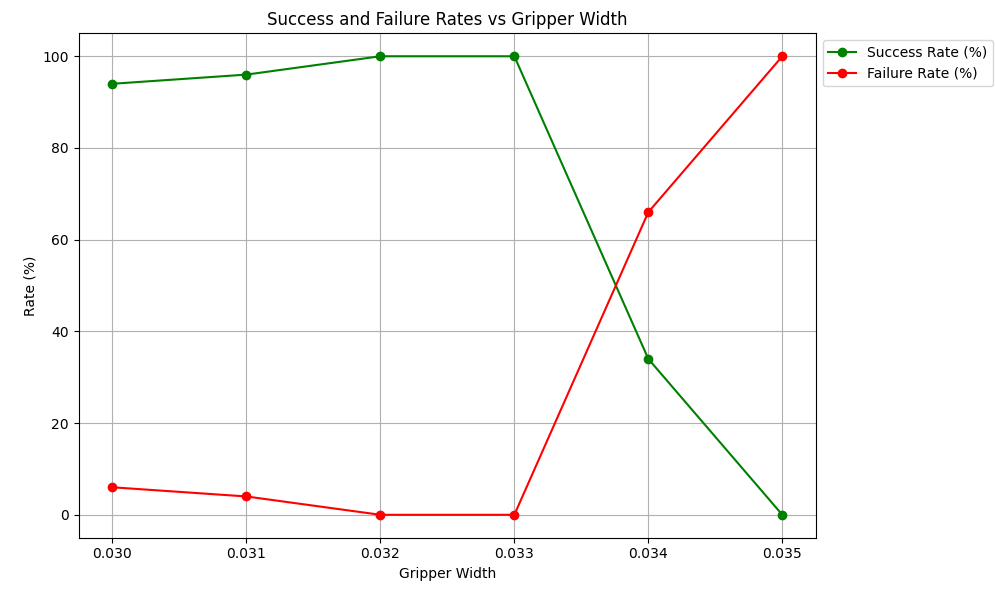 Success and Failure Rates vs Gripper Width
Success Rate (%)
Failure Rate (%)
Rate (%)
100
80
60
40
20
0
0.030 0.031 0.032 0.033 0.034 0.035
Gripper Width